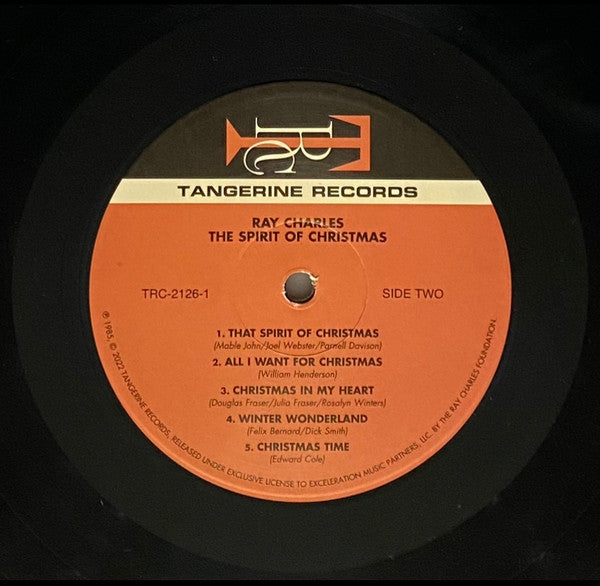 RC
TANGERINE RECORDS
RAY CHARLES
THE SPIRIT OF CHRISTMAS
TRC-2126-1
SIDE TWO
1. THAT SPIRIT OF CHRISTMAS
(Mable John/Joel Webster/Parnell Davison)
2. ALL I WANT FOR CHRISTMAS
(William Henderson)
3. CHRISTMAS IN MY HEART
(Douglas Fraser/Julia Fraser/Rosalyn Winters)
4. WINTER WONDERLAND
(Felix Bernard/Dick Smith)
5. CHRISTMAS TIME
(Edward Cole)
℗ 1985, © 2022 TANGERINE RECORDS, RELEASED UNDER EXCLUSIVE LICENSE TO EXCELERATION MUSIC PARTNERS, LLC. BY THE RAY CHARLES FOUNDATION.